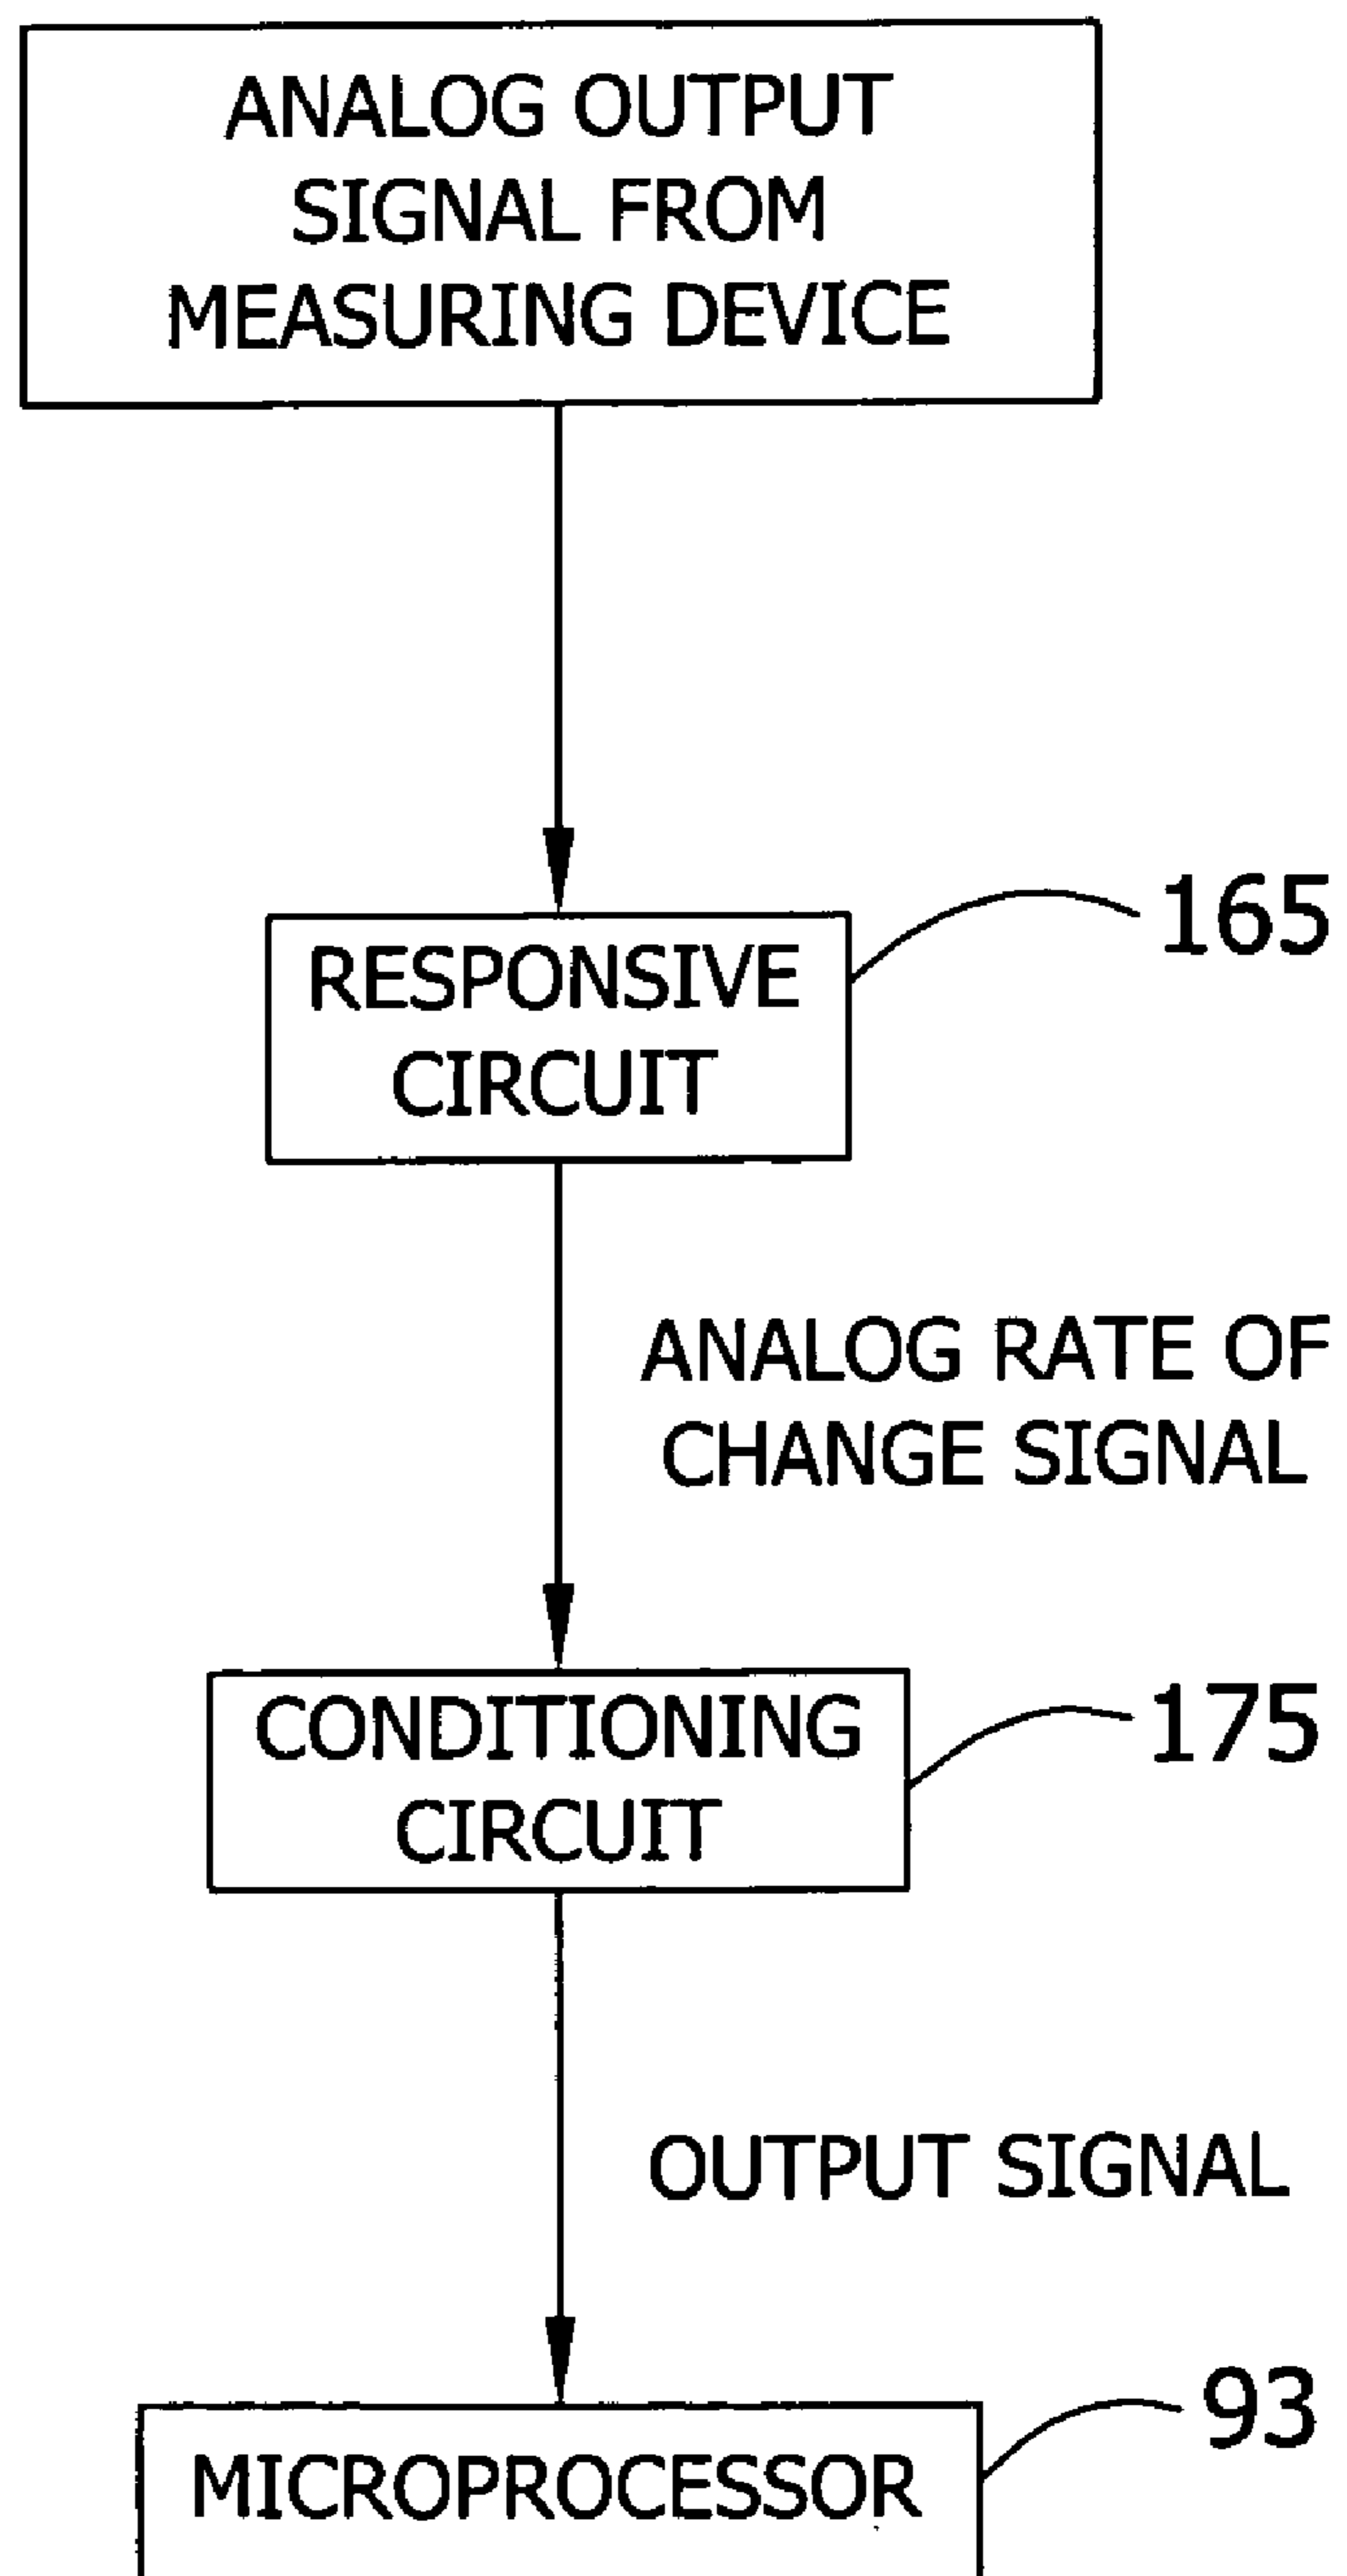 ANALOG OUTPUT
SIGNAL FROM
MEASURING DEVICE
165
RESPONSIVE
CIRCUIT
ANALOG RATE OF
CHANGE SIGNAL
175
CONDITIONING
CIRCUIT
OUTPUT SIGNAL
93
MICROPROCESSOR